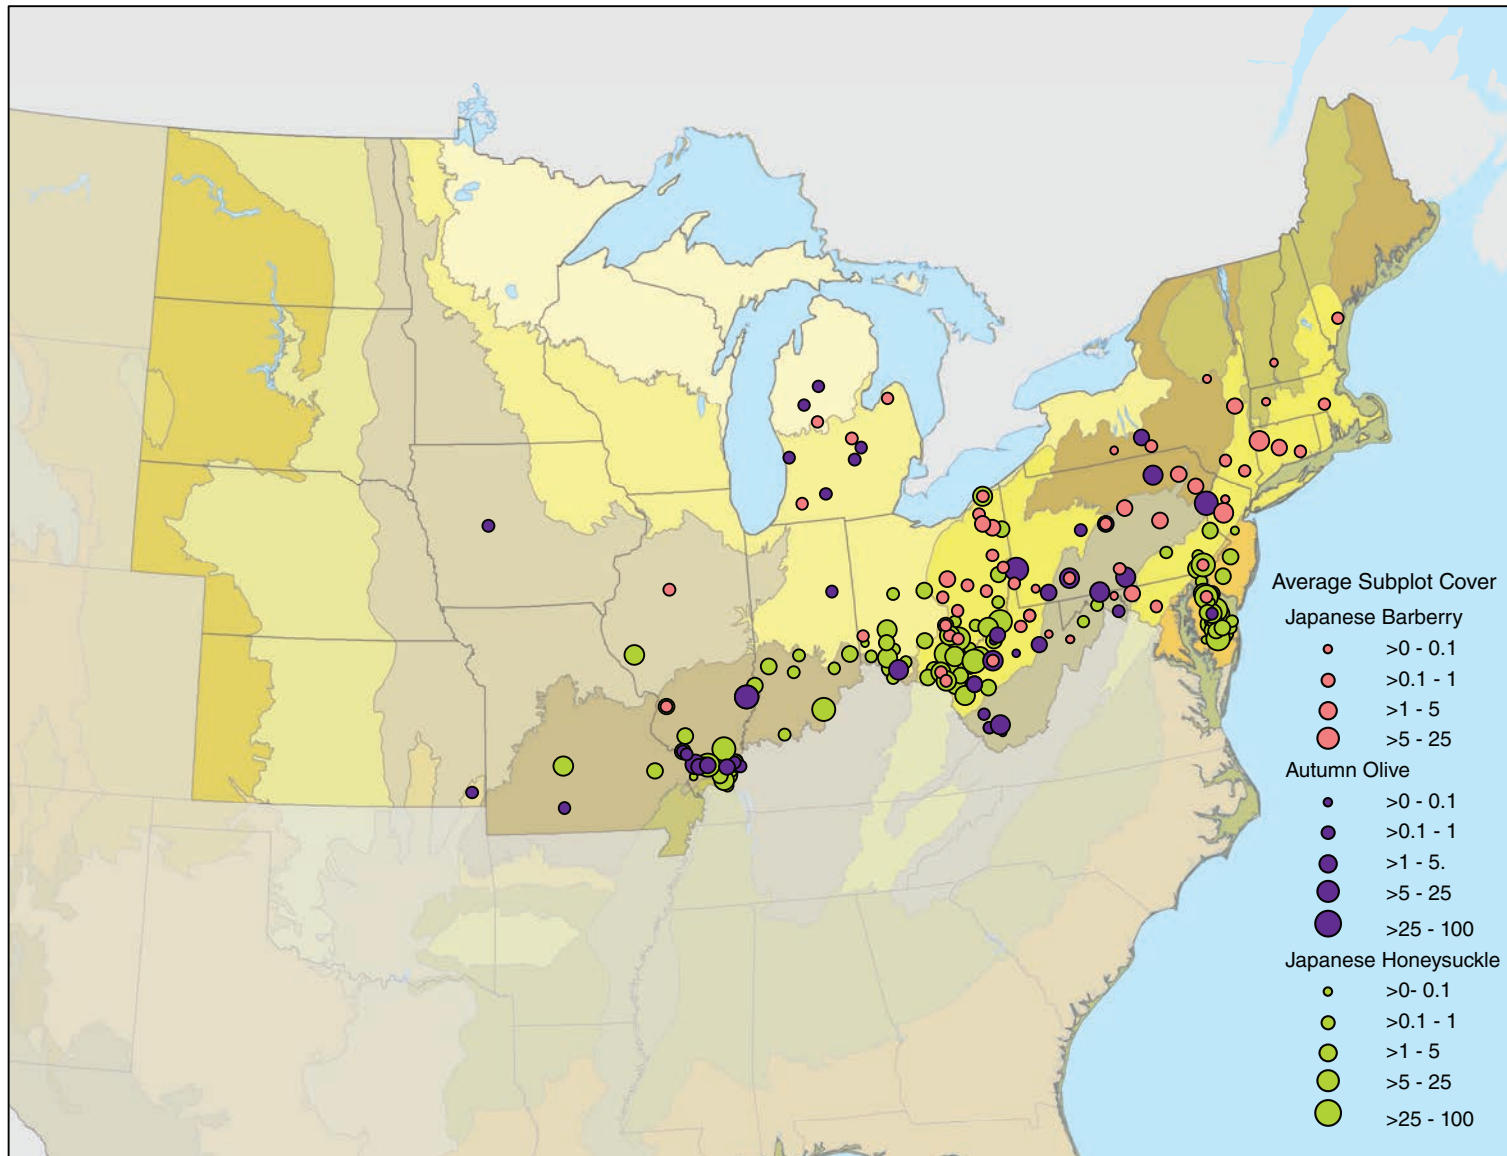 Average Subplot Cover
Japanese Barberry
>0 - 0.1
>0.1 - 1
>1 - 5
>5 - 25
Autumn Olive
>0 - 0.1
>0.1 - 1
>1 - 5.
>5 - 25
>25 - 100
Japanese Honeysuckle
>0- 0.1
>0.1 - 1
>1 - 5
>5 - 25
>25 - 100